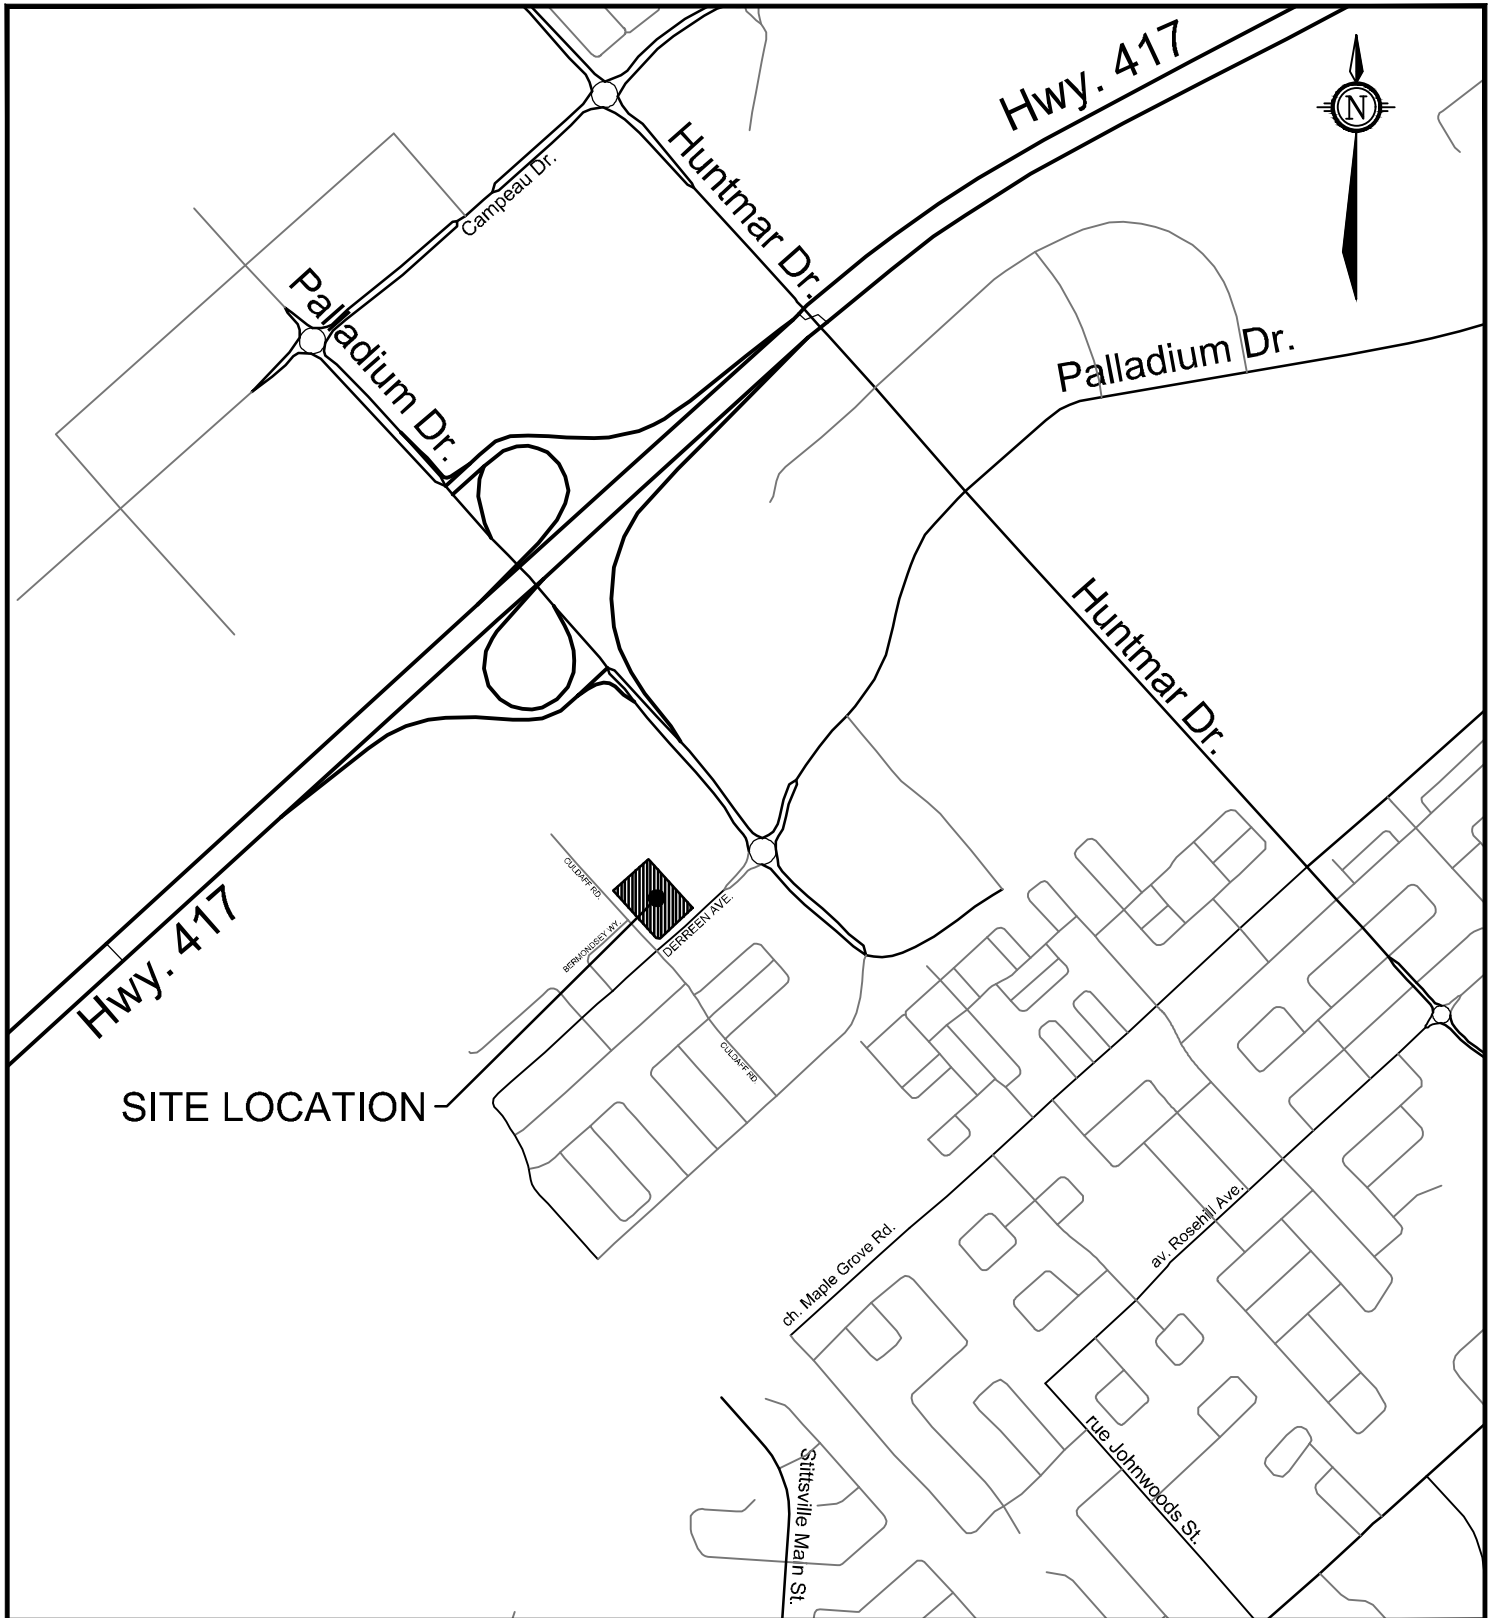 Hwy. 417
N
Huntmar Dr.
Campeau Dr.
Palladium Dr.
Palladium Dr.
Huntmar Dr.
CULDAFF RD.
BERMONDSEY WY.
DERREEN AVE.
Hwy. 417
CULDAFF RD.
SITE LOCATION
ch. Maple Grove Rd.
av. Rosehill Ave.
rue Johnwoods St.
Stittsville Main St.